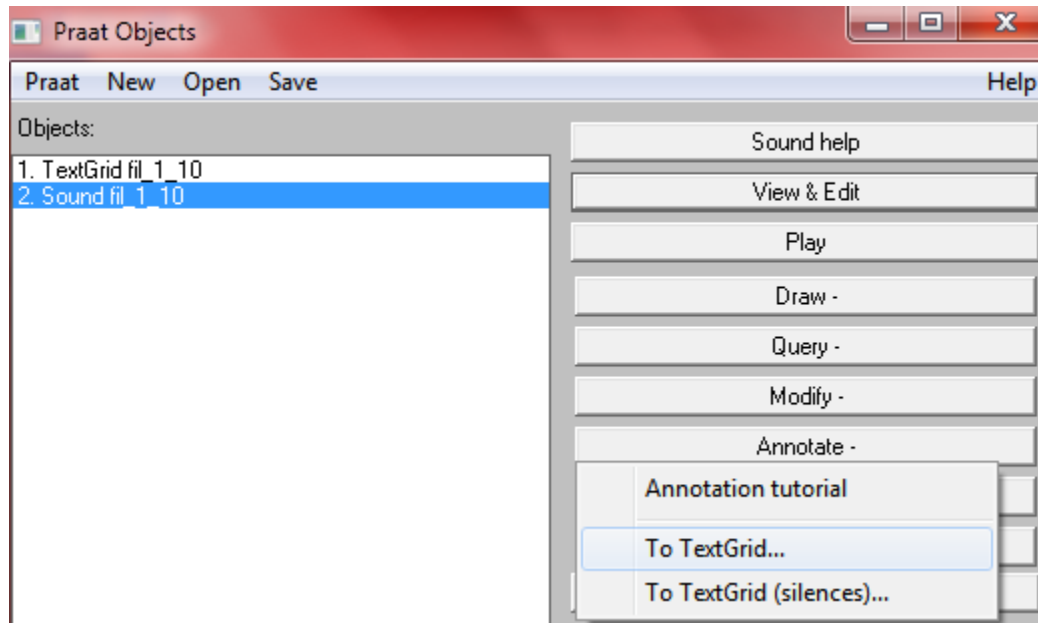 Praat Objects
Praat New Open Save Help
Objects:
1. TextGrid fil_1_10
2. Sound fil_1_10
Sound help
View & Edit
Play
Draw -
Query -
Modify -
Annotate -
Annotation tutorial
To TextGrid...
To TextGrid (silences)...